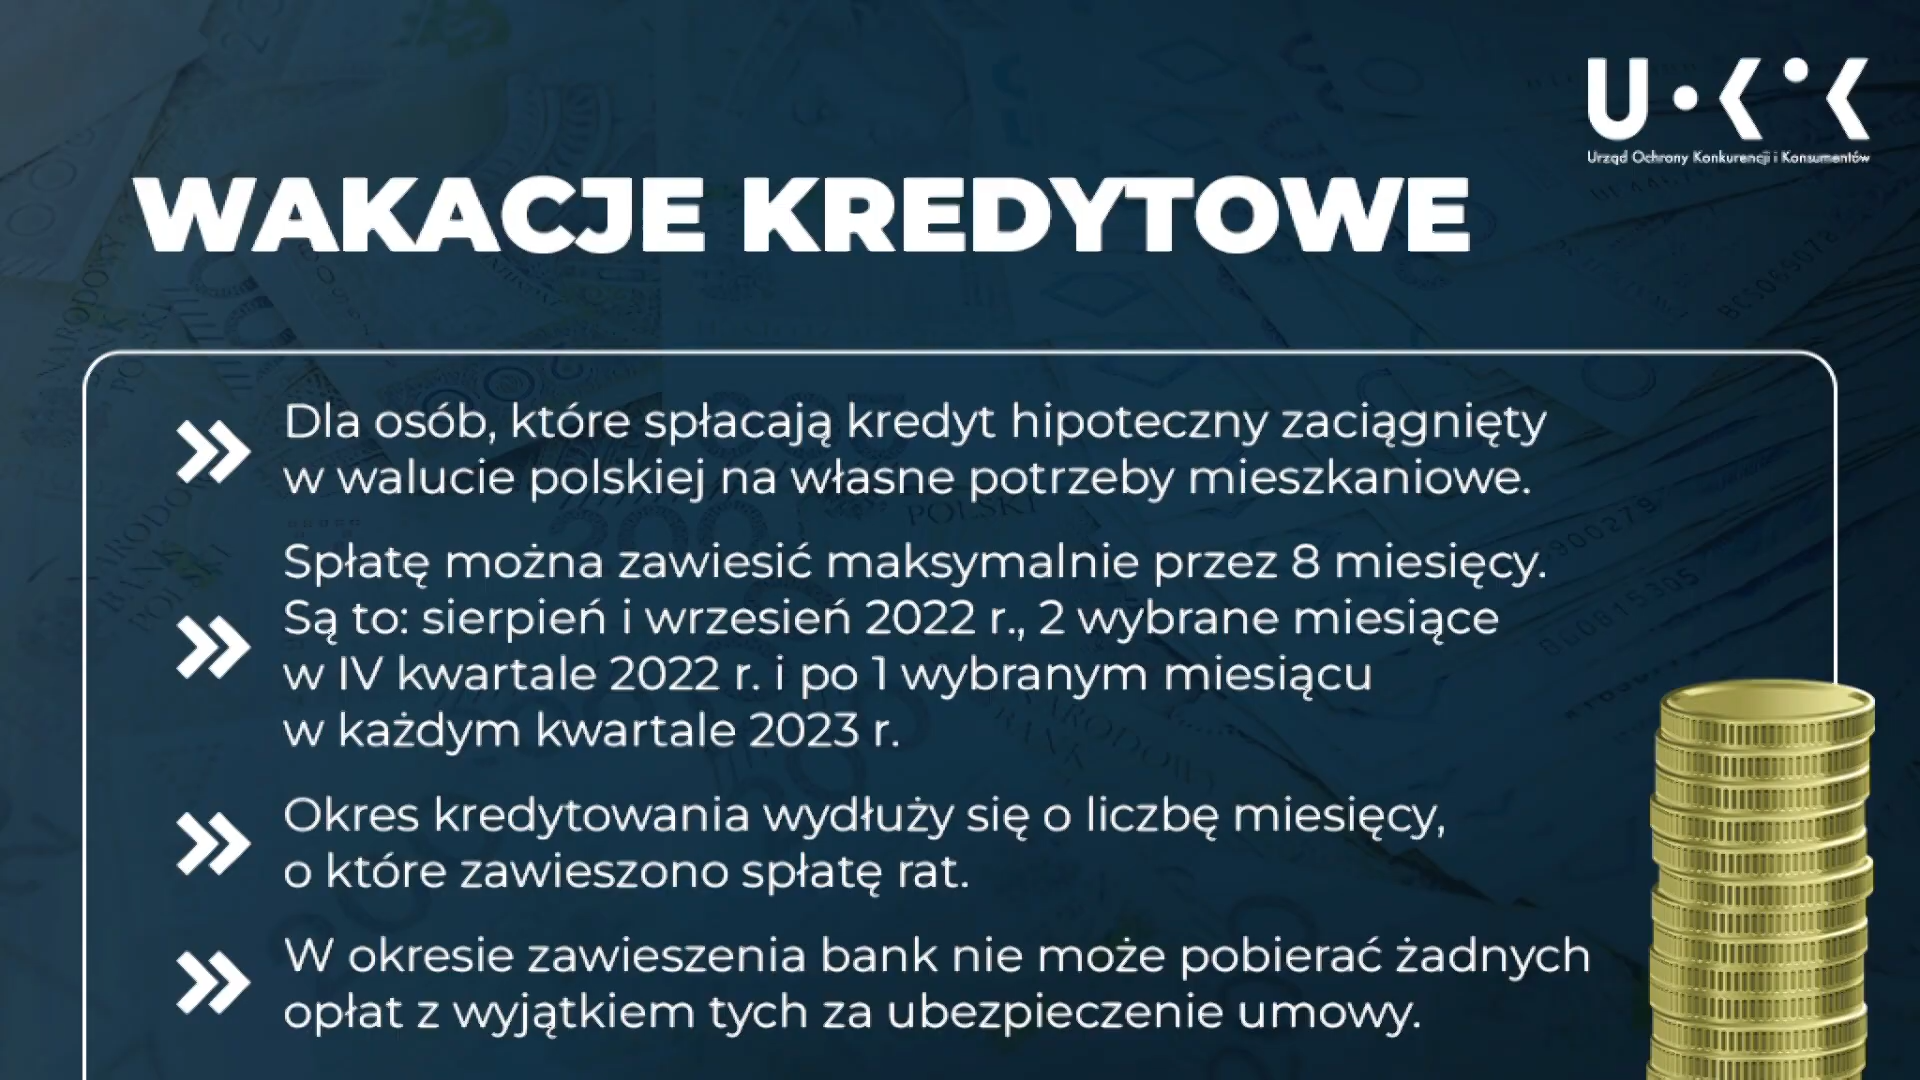 U·K·K
Urząd Ochrony Konkurencji i Konsumentów
WAKACJE KREDYTOWE
Dla osób, które spłacają kredyt hipoteczny zaciągnięty
w walucie polskiej na własne potrzeby mieszkaniowe.
Spłatę można zawiesić maksymalnie przez 8 miesięcy.
Są to: sierpień i wrzesień 2022 r., 2 wybrane miesiące
w IV kwartale 2022 r. i po 1 wybranym miesiącu
w każdym kwartale 2023 r.
Okres kredytowania wydłuży się o liczbę miesięcy,
o które zawieszono spłatę rat.
W okresie zawieszenia bank nie może pobierać żadnych
opłat z wyjątkiem tych za ubezpieczenie umowy.